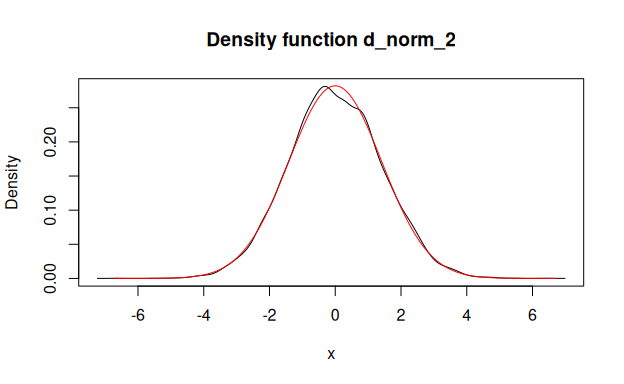 Density function d_norm_2
Density
0.00 0.10 0.20
-6 -4 -2 0 2 4 6
x